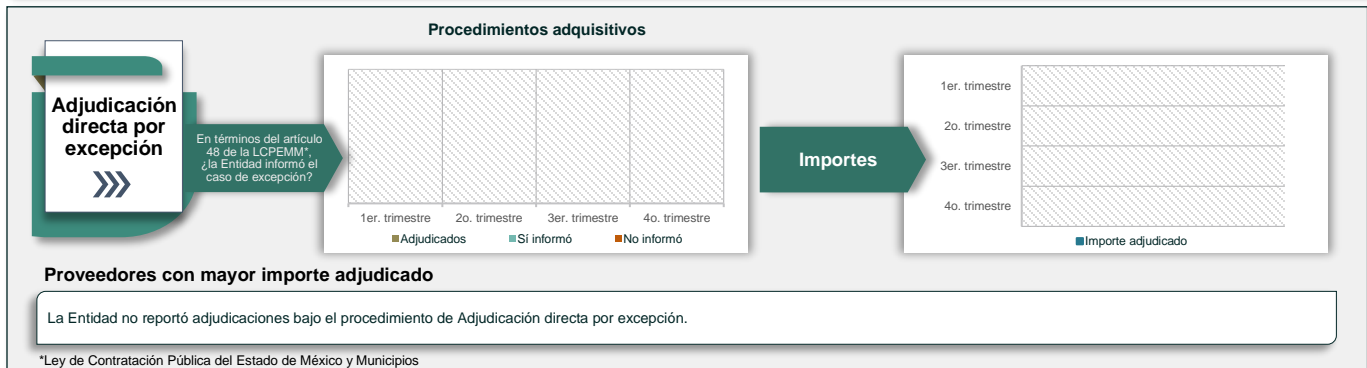 Procedimientos adquisitivos
Adjudicación
directa por
excepción
En términos del artículo
48 de la LCPEMM*,
¿la Entidad informó el
caso de excepción?
1er. trimestre 2o. trimestre 3er. trimestre 4o. trimestre
Adjudicados Sí informó No informó
Importes
1er. trimestre
2o. trimestre
3er. trimestre
4o. trimestre
Importe adjudicado
Proveedores con mayor importe adjudicado
La Entidad no reportó adjudicaciones bajo el procedimiento de Adjudicación directa por excepción.
*Ley de Contratación Pública del Estado de México y Municipios